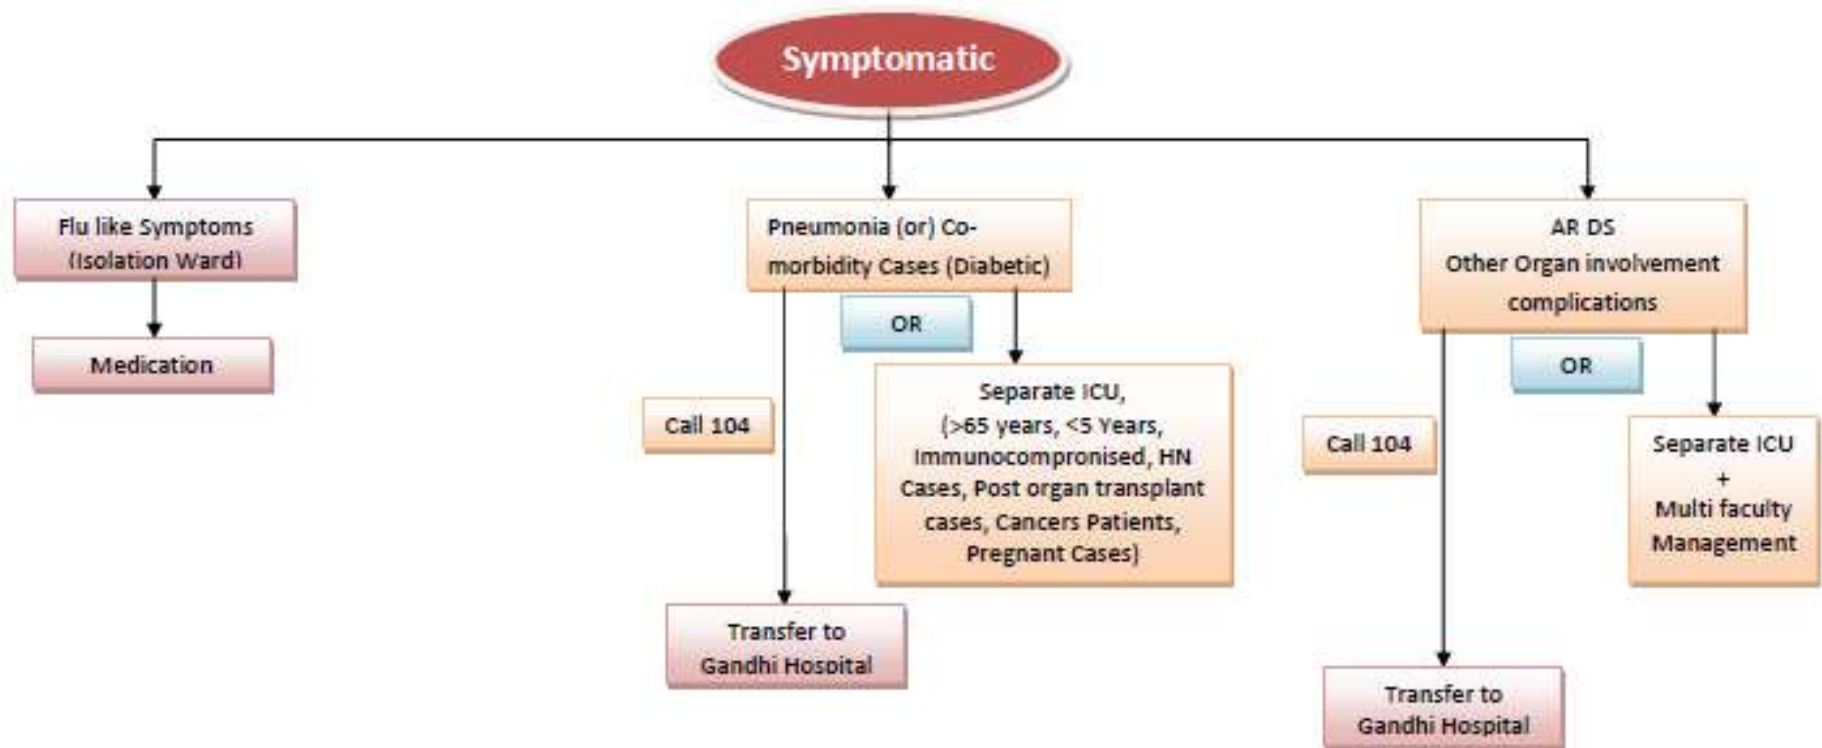 Symptomatic
Flu like Symptoms
(Isolation Ward)
Medication
Pneumonia (or) Co-
morbidity Cases (Diabetic)
OR
Call 104
Separate ICU,
(>65 years, <5 Years,
Immunocompronised, HN
Cases, Post organ transplant
cases, Cancers Patients,
Pregnant Cases)
Transfer to
Gandhi Hospital
AR DS
Other Organ involvement
complications
OR
Call 104
Separate ICU
+
Multi faculty
Management
Transfer to
Gandhi Hospital